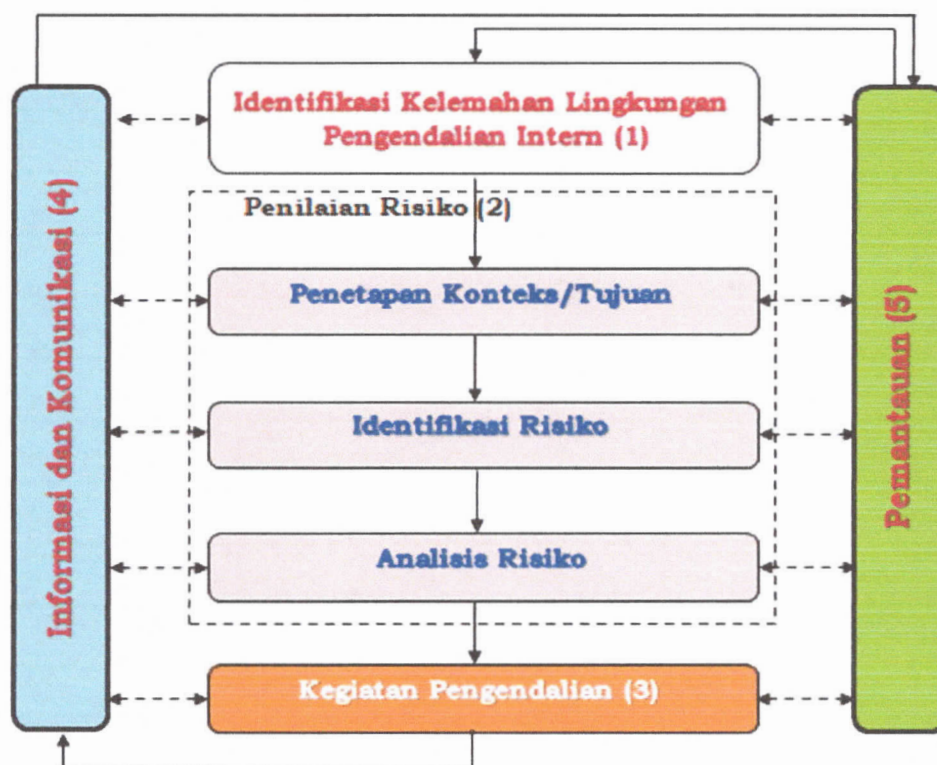 Identifikasi Kelemahan Lingkungan
Pengendalian Intern (1)
Penilaian Risiko (2)
Penetapan Konteks/Tujuan
Identifikasi Risiko
Analisis Risiko
Kegiatan Pengendalian (3)
Informasi dan Komunikasi (4)
Pemantauan (5)